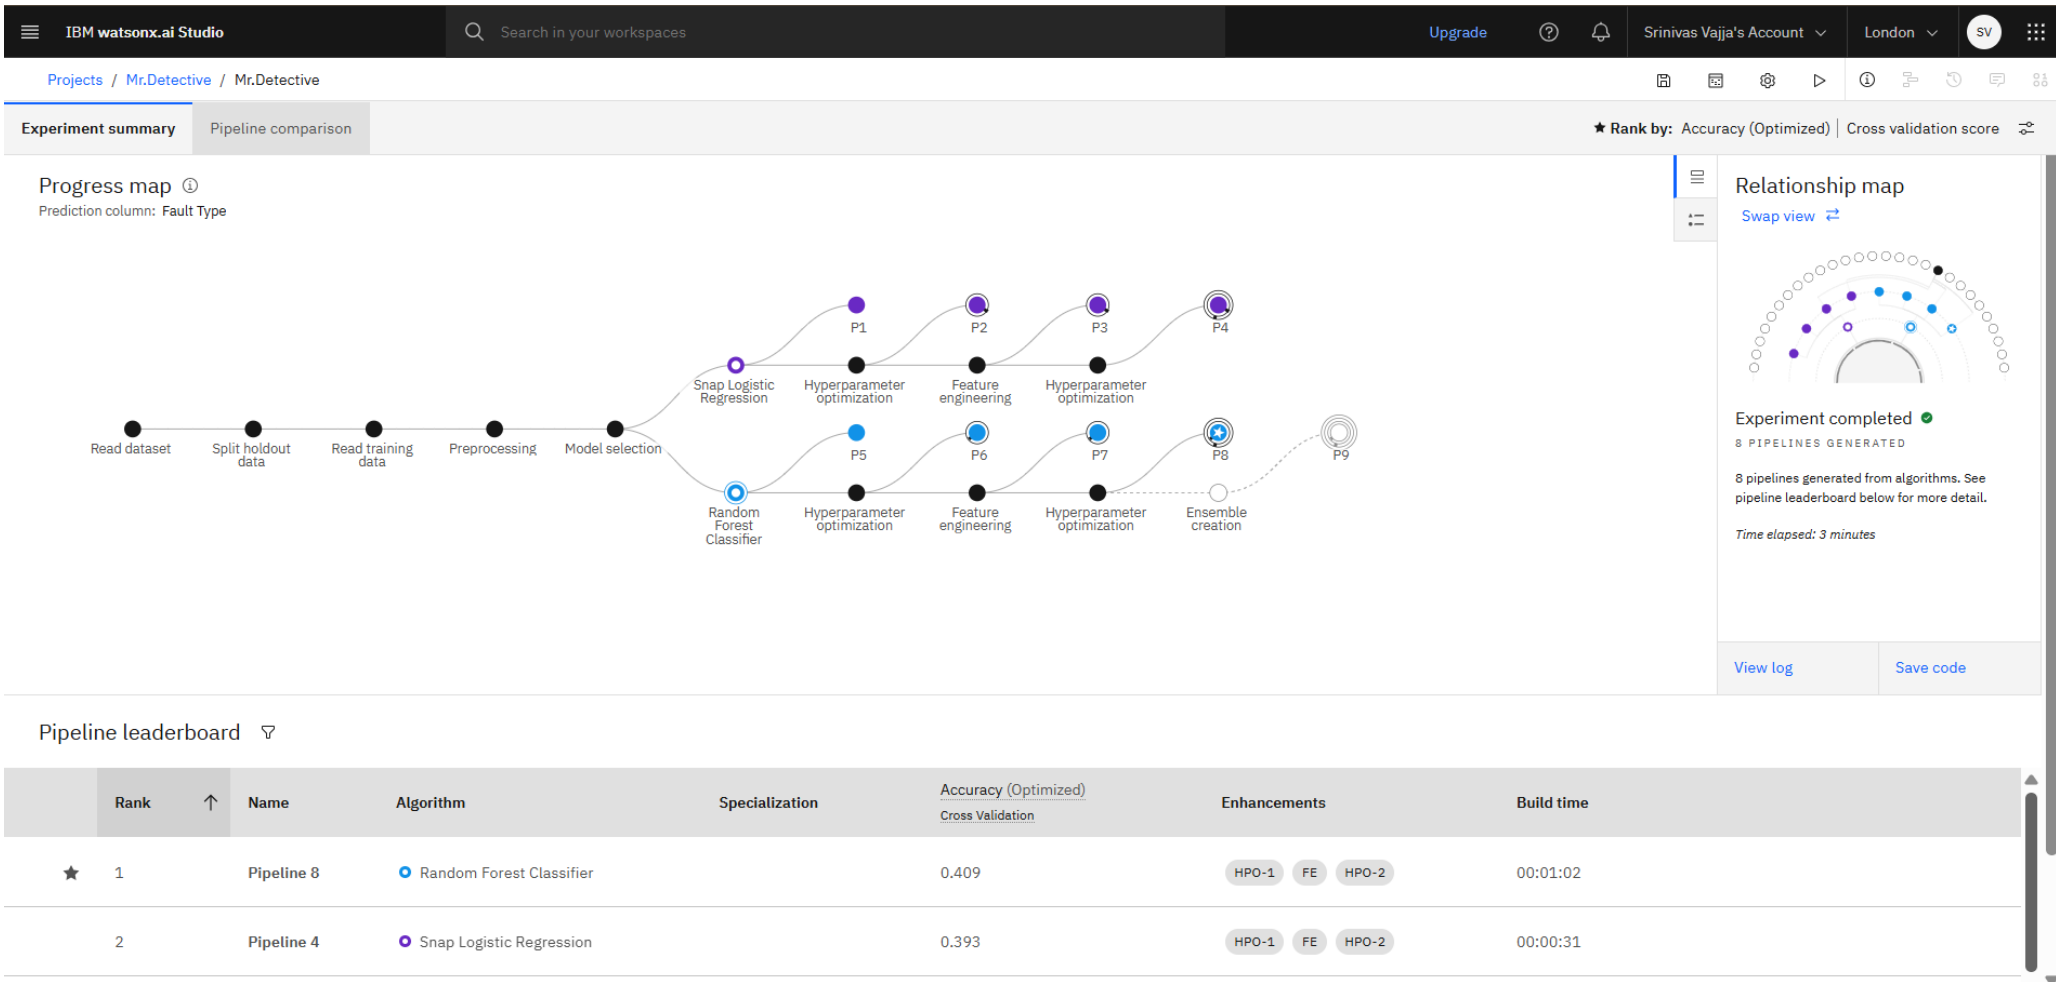 IBM watsonx.ai Studio
Search in your workspaces
Upgrade
Srinivas Vajja's Account
London
SV
Projects / Mr.Detective / Mr.Detective
Experiment summary
Pipeline comparison
★ Rank by: Accuracy (Optimized) | Cross validation score
Progress map
Prediction column: Fault Type
P1
P2
P3
P4
Snap Logistic
Regression
Hyperparameter
optimization
Feature
engineering
Hyperparameter
optimization
Read dataset
Split holdout
data
Read training
data
Preprocessing
Model selection
P5
P6
P7
P8
P9
Random
Forest
Classifier
Hyperparameter
optimization
Feature
engineering
Hyperparameter
optimization
Ensemble
creation
Relationship map
Swap view
Experiment completed
8 PIPELINES GENERATED
8 pipelines generated from algorithms. See
pipeline leaderboard below for more detail.
Time elapsed: 3 minutes
View log
Save code
Pipeline leaderboard
Rank
Name
Algorithm
Specialization
Accuracy (Optimized)
Cross Validation
Enhancements
Build time
1 Pipeline 8 Random Forest Classifier 0.409 HPO-1 FE HPO-2 00:01:02
2 Pipeline 4 Snap Logistic Regression 0.393 HPO-1 FE HPO-2 00:00:31